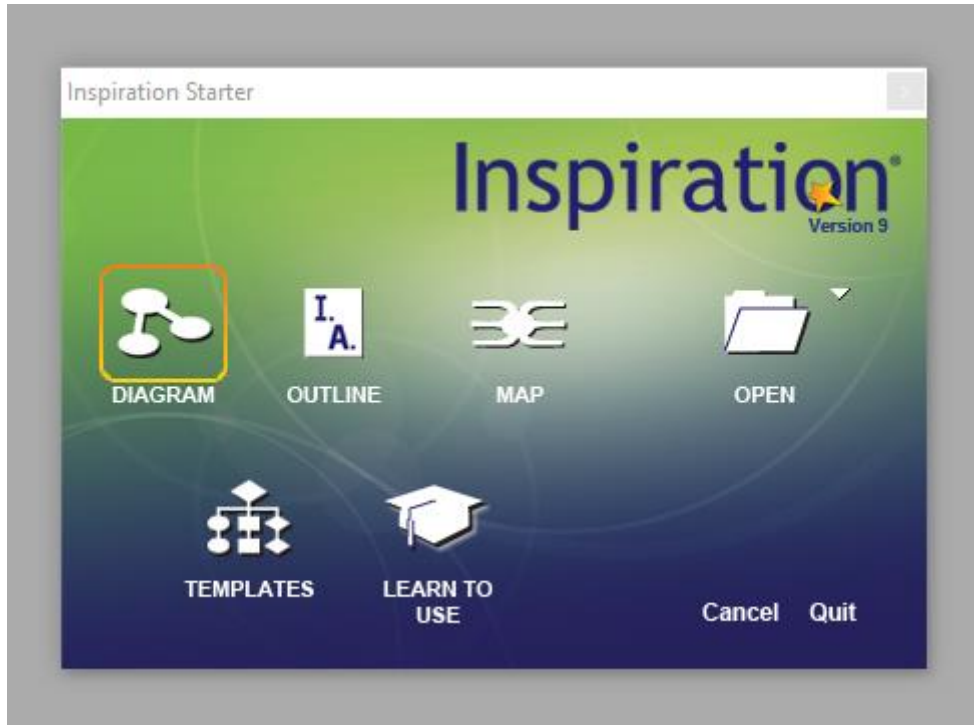 Inspiration Starter
Inspiration®
Version 9
I.
A.
DIAGRAM OUTLINE MAP OPEN
TEMPLATES LEARN TO
USE
Cancel Quit